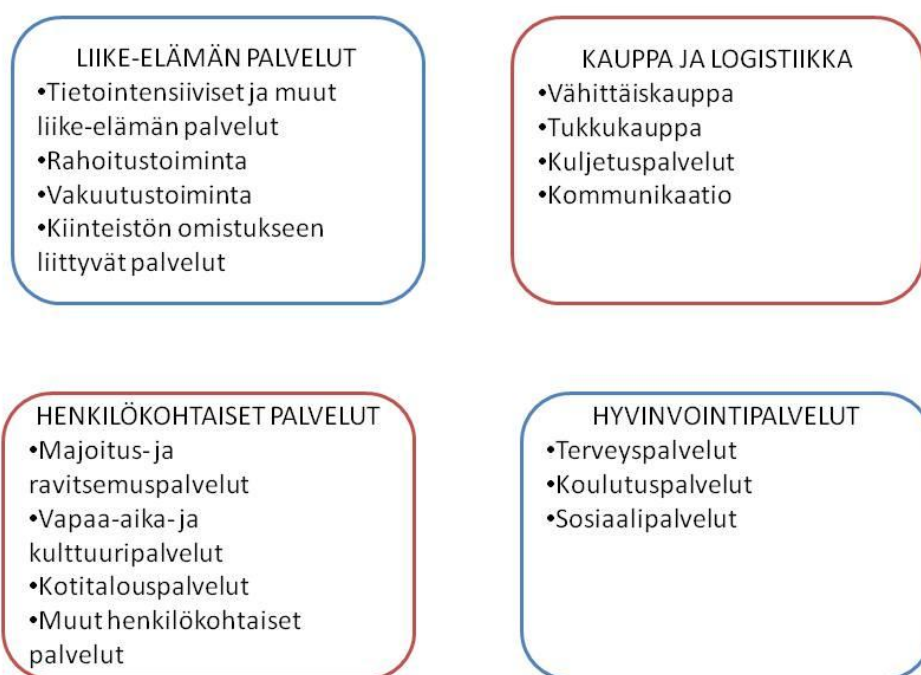 LIIKE-ELÄMÄN PALVELUT
•Tietointensiiviset ja muut
liike-elämän palvelut
•Rahoitustoiminta
•Vakuutustoiminta
•Kiinteistön omistukseen
liittyvät palvelut
KAUPPA JA LOGISTIIKKA
•Vähittäiskauppa
•Tukkukauppa
•Kuljetuspalvelut
•Kommunikaatio
HENKILÖKOHTAISET PALVELUT
•Majoitus- ja
ravitsemuspalvelut
•Vapaa-aika- ja
kulttuuripalvelut
•Kotitalouspalvelut
•Muut henkilökohtaiset
palvelut
HYVINVOINTIPALVELUT
•Terveyspalvelut
•Koulutuspalvelut
•Sosiaalipalvelut